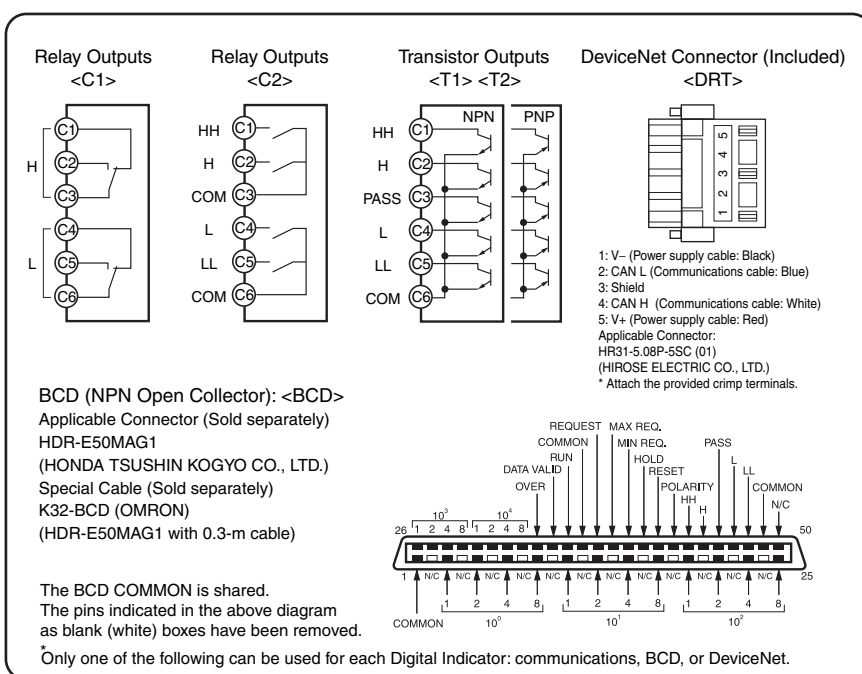 Relay Outputs
<C1>
C1
C2
C3
C4
C5
C6
H
L
Relay Outputs
<C2>
HH C1
H C2
COM C3
L C4
LL C5
COM C6
Transistor Outputs
<T1> <T2>
NPN PNP
HH C1
H C2
PASS C3
L C4
LL C5
COM C6
DeviceNet Connector (Included)
<DRT>
5
4
3
2
1
1: V− (Power supply cable: Black)
2: CAN L (Communications cable: Blue)
3: Shield
4: CAN H (Communications cable: White)
5: V+ (Power supply cable: Red)
Applicable Connector:
HR31-5.08P-5SC (01)
(HIROSE ELECTRIC CO., LTD.)
* Attach the provided crimp terminals.
BCD (NPN Open Collector): <BCD>
Applicable Connector (Sold separately)
HDR-E50MAG1
(HONDA TSUSHIN KOGYO CO., LTD.)
Special Cable (Sold separately)
K32-BCD (OMRON)
(HDR-E50MAG1 with 0.3-m cable)
The BCD COMMON is shared.
The pins indicated in the above diagram
as blank (white) boxes have been removed.
REQUEST MAX REQ.
COMMON MIN REQ. PASS
RUN HOLD L
DATA VALID RESET LL
OVER POLARITY COMMON
HH
H
N/C
10³ 10⁴
26 1 2 4 8 1 2 4 8 50
1 N/C N/C N/C N/C N/C N/C N/C N/C N/C N/C N/C N/C 25
1 2 4 8 1 2 4 8 1 2 4 8
COMMON 10⁰ 10¹ 10²
* Only one of the following can be used for each Digital Indicator: communications, BCD, or DeviceNet.